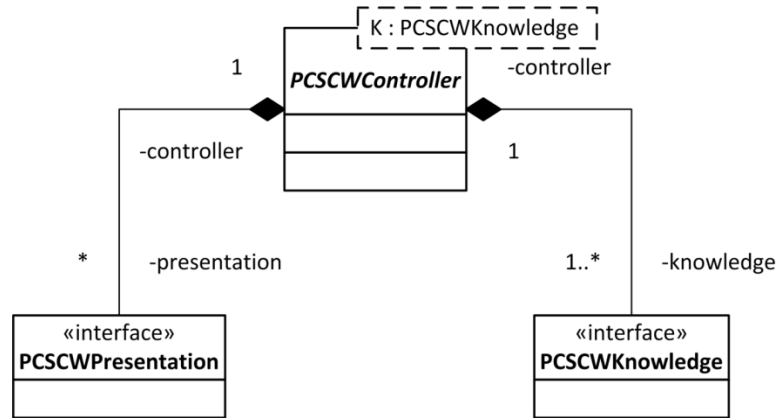 K : PCSCWKnowledge
PCSCWController
1
-controller
-controller
1
*
-presentation
1..*
-knowledge
«interface»
PCSCWPresentation
«interface»
PCSCWKnowledge